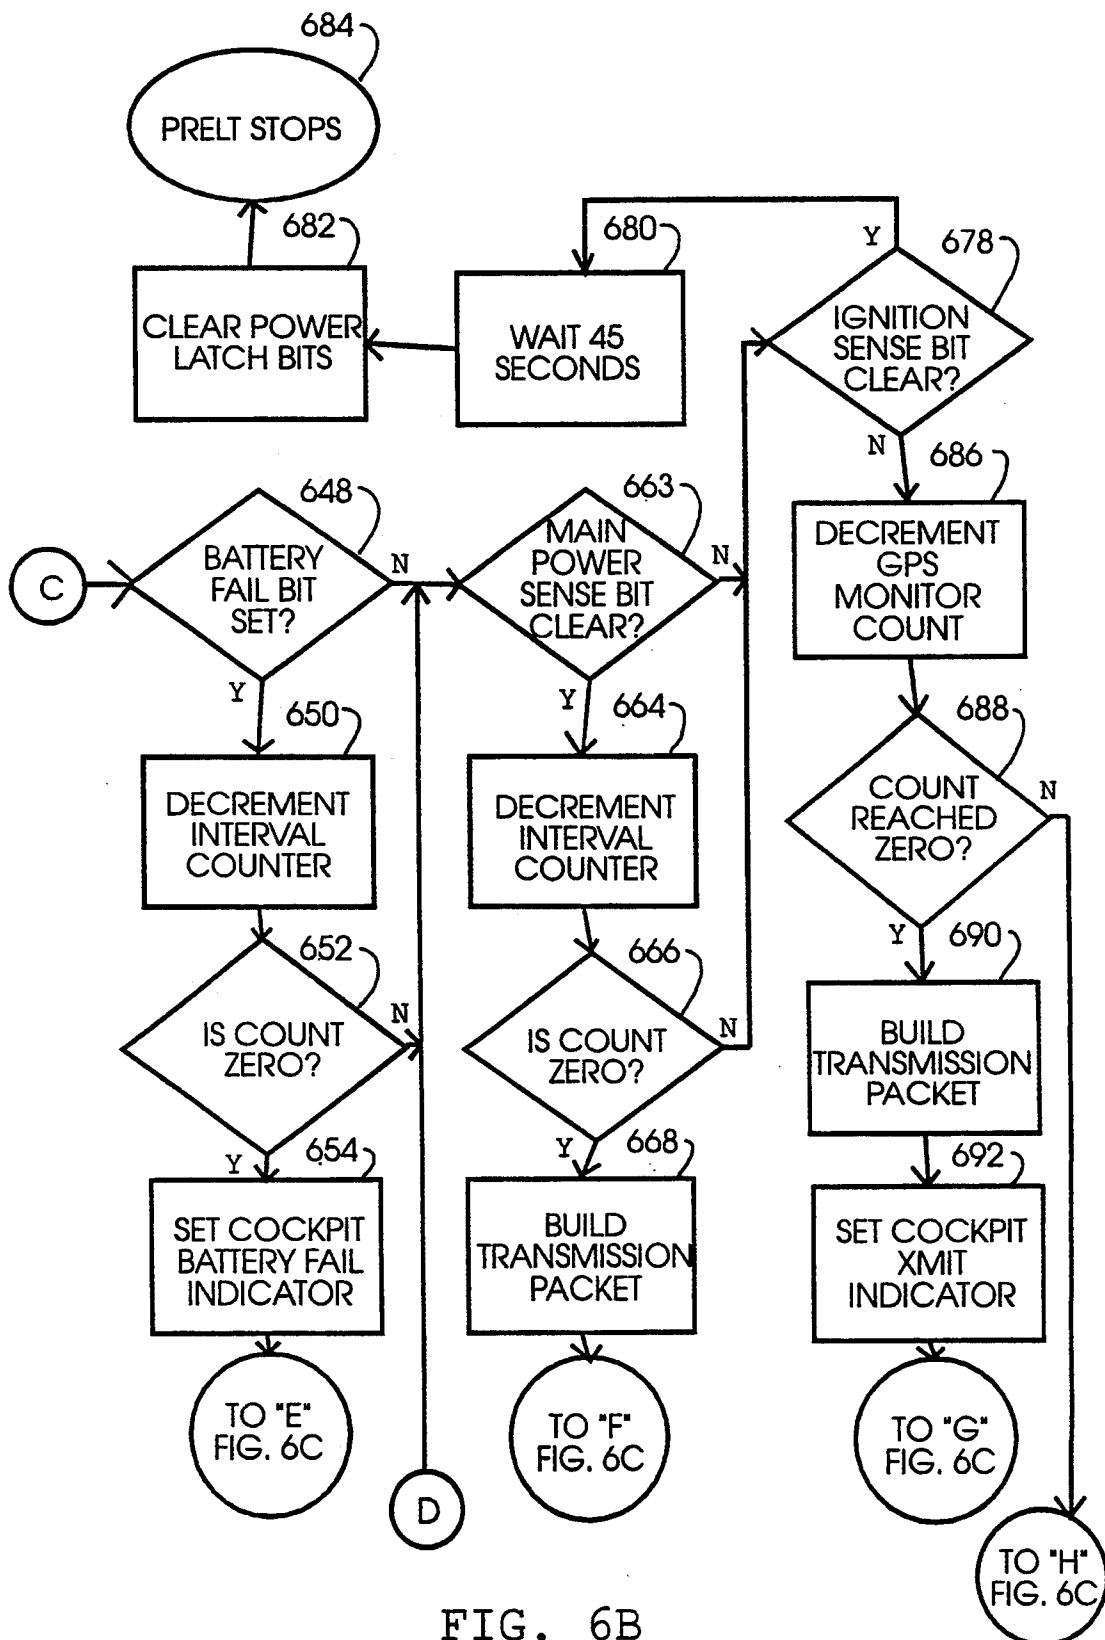 684
PRELT STOPS
682
CLEAR POWER
LATCH BITS
680
WAIT 45
SECONDS
Y
678
IGNITION
SENSE BIT
CLEAR?
N
686
DECREMENT
GPS
MONITOR
COUNT
C
648
BATTERY
FAIL BIT
SET?
N
Y
663
MAIN
POWER
SENSE BIT
CLEAR?
N
Y
650
DECREMENT
INTERVAL
COUNTER
664
DECREMENT
INTERVAL
COUNTER
688
COUNT
REACHED
ZERO?
N
Y
652
IS COUNT
ZERO?
N
Y
666
IS COUNT
ZERO?
N
Y
690
BUILD
TRANSMISSION
PACKET
654
SET COCKPIT
BATTERY FAIL
INDICATOR
668
BUILD
TRANSMISSION
PACKET
692
SET COCKPIT
XMIT
INDICATOR
TO "E"
FIG. 6C
D
TO "F"
FIG. 6C
TO "G"
FIG. 6C
TO "H"
FIG. 6C
FIG. 6B